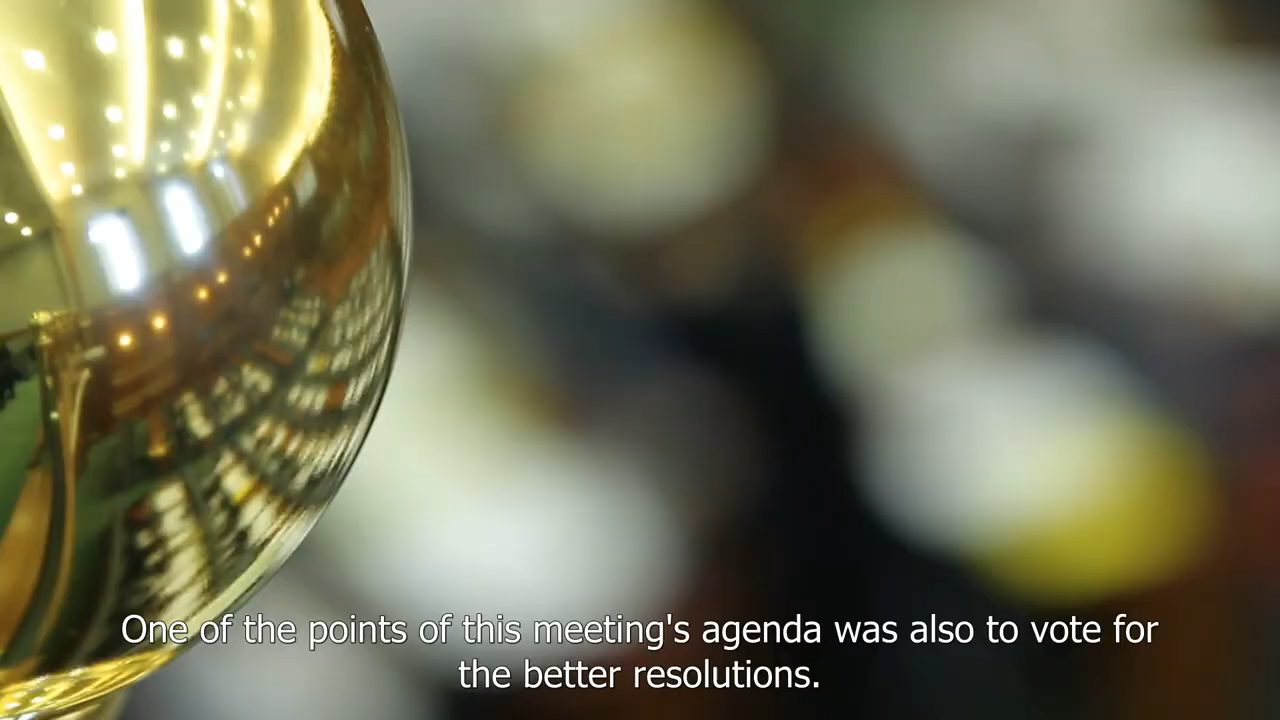 One of the points of this meeting's agenda was also to vote for
the better resolutions.